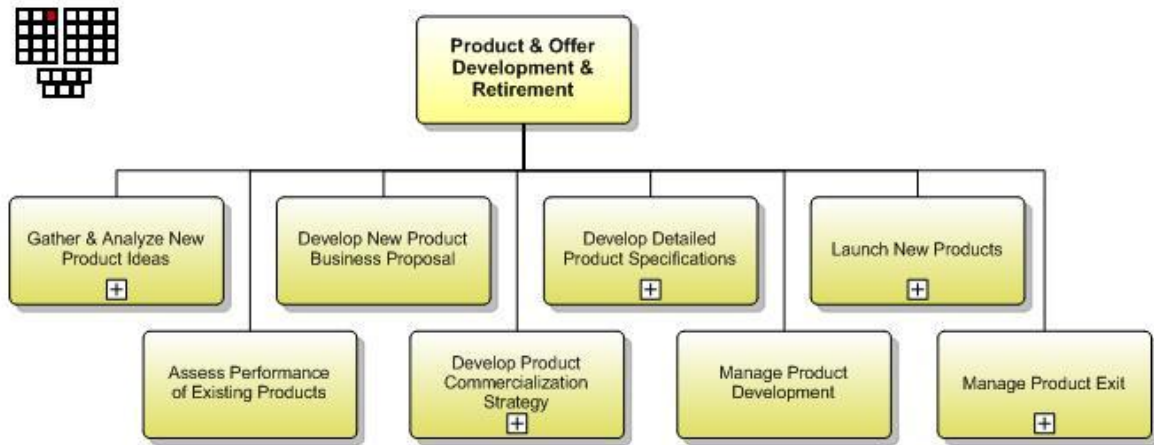 Product & Offer
Development &
Retirement
Gather & Analyze New
Product Ideas
Develop New Product
Business Proposal
Develop Detailed
Product Specifications
Launch New Products
Assess Performance
of Existing Products
Develop Product
Commercialization
Strategy
Manage Product
Development
Manage Product Exit